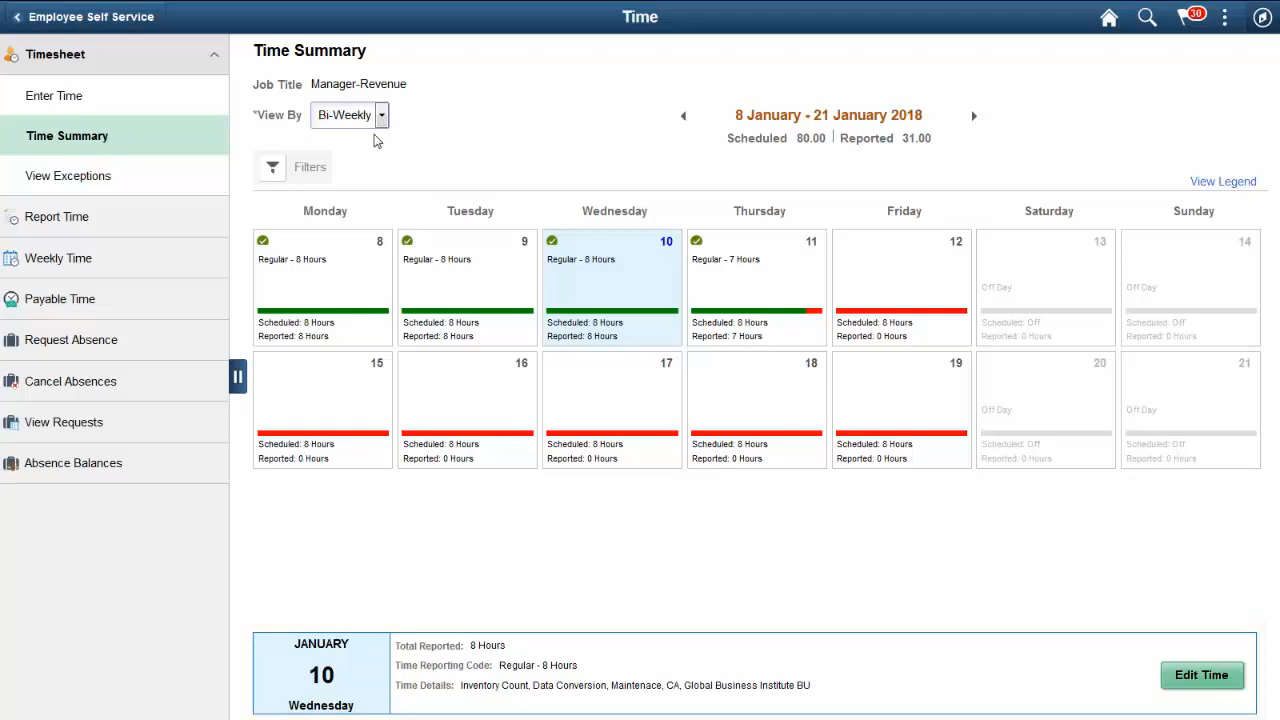 Employee Self Service
Time
30
Timesheet
Enter Time
Time Summary
View Exceptions
Report Time
Weekly Time
Payable Time
Request Absence
Cancel Absences
View Requests
Absence Balances
Time Summary
Job Title Manager-Revenue
*View By Bi-Weekly
8 January - 21 January 2018
Scheduled 80.00 Reported 31.00
Filters
View Legend
Monday Tuesday Wednesday Thursday Friday Saturday Sunday
8 9 10 11 12 13 14
Regular - 8 Hours Regular - 8 Hours Regular - 8 Hours Regular - 7 Hours
Off Day Off Day
Scheduled: 8 Hours Scheduled: 8 Hours Scheduled: 8 Hours Scheduled: 8 Hours Scheduled: 8 Hours Scheduled: Off Scheduled: Off
Reported: 8 Hours Reported: 8 Hours Reported: 8 Hours Reported: 7 Hours Reported: 0 Hours Reported: 0 Hours Reported: 0 Hours
15 16 17 18 19 20 21
Off Day Off Day
Scheduled: 8 Hours Scheduled: 8 Hours Scheduled: 8 Hours Scheduled: 8 Hours Scheduled: 8 Hours Scheduled: Off Scheduled: Off
Reported: 0 Hours Reported: 0 Hours Reported: 0 Hours Reported: 0 Hours Reported: 0 Hours Reported: 0 Hours Reported: 0 Hours
JANUARY
10
Wednesday
Total Reported: 8 Hours
Time Reporting Code: Regular - 8 Hours
Time Details: Inventory Count, Data Conversion, Maintenace, CA, Global Business Institute BU
Edit Time